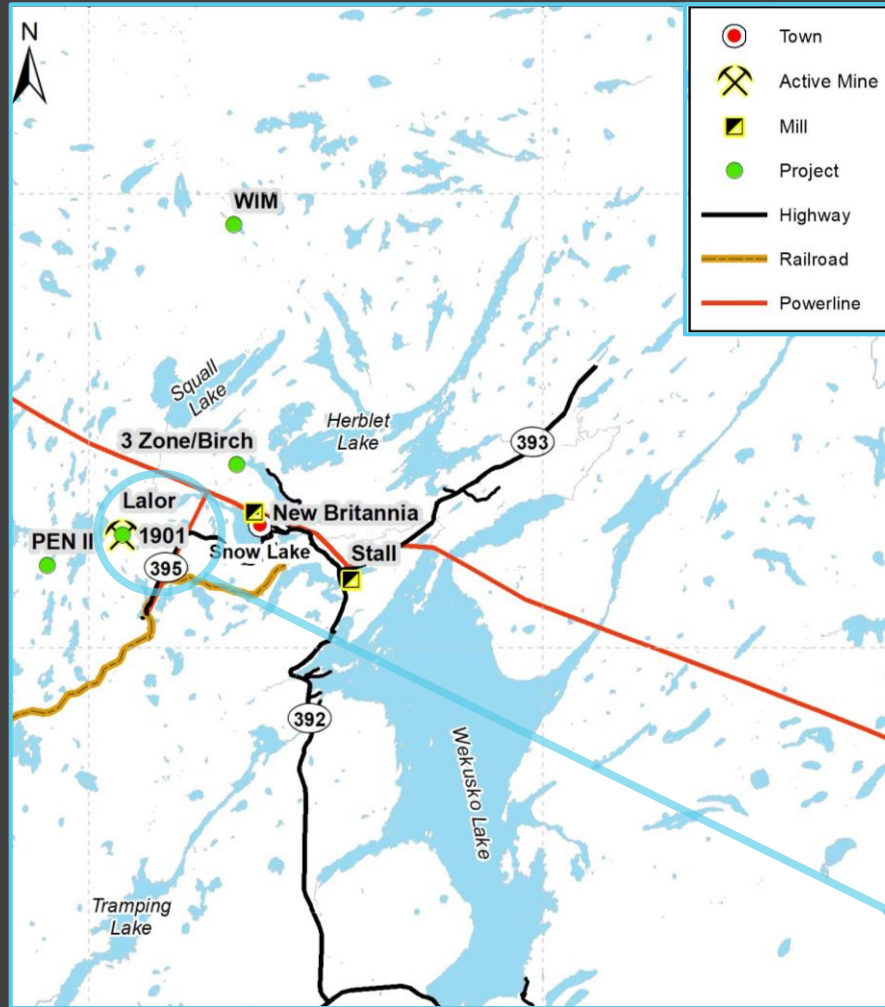 N
Town
Active Mine
Mill
Project
Highway
Railroad
Powerline
WIM
Squall
Lake
Herblet
Lake
393
3 Zone/Birch
Lalor
New Britannia
PEN II
1901
Snow Lake
Stall
395
392
Wekusko Lake
Tramping
Lake